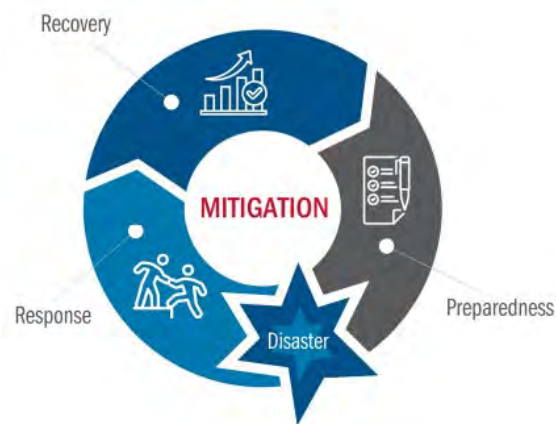 Recovery
MITIGATION
Response
Disaster
Preparedness